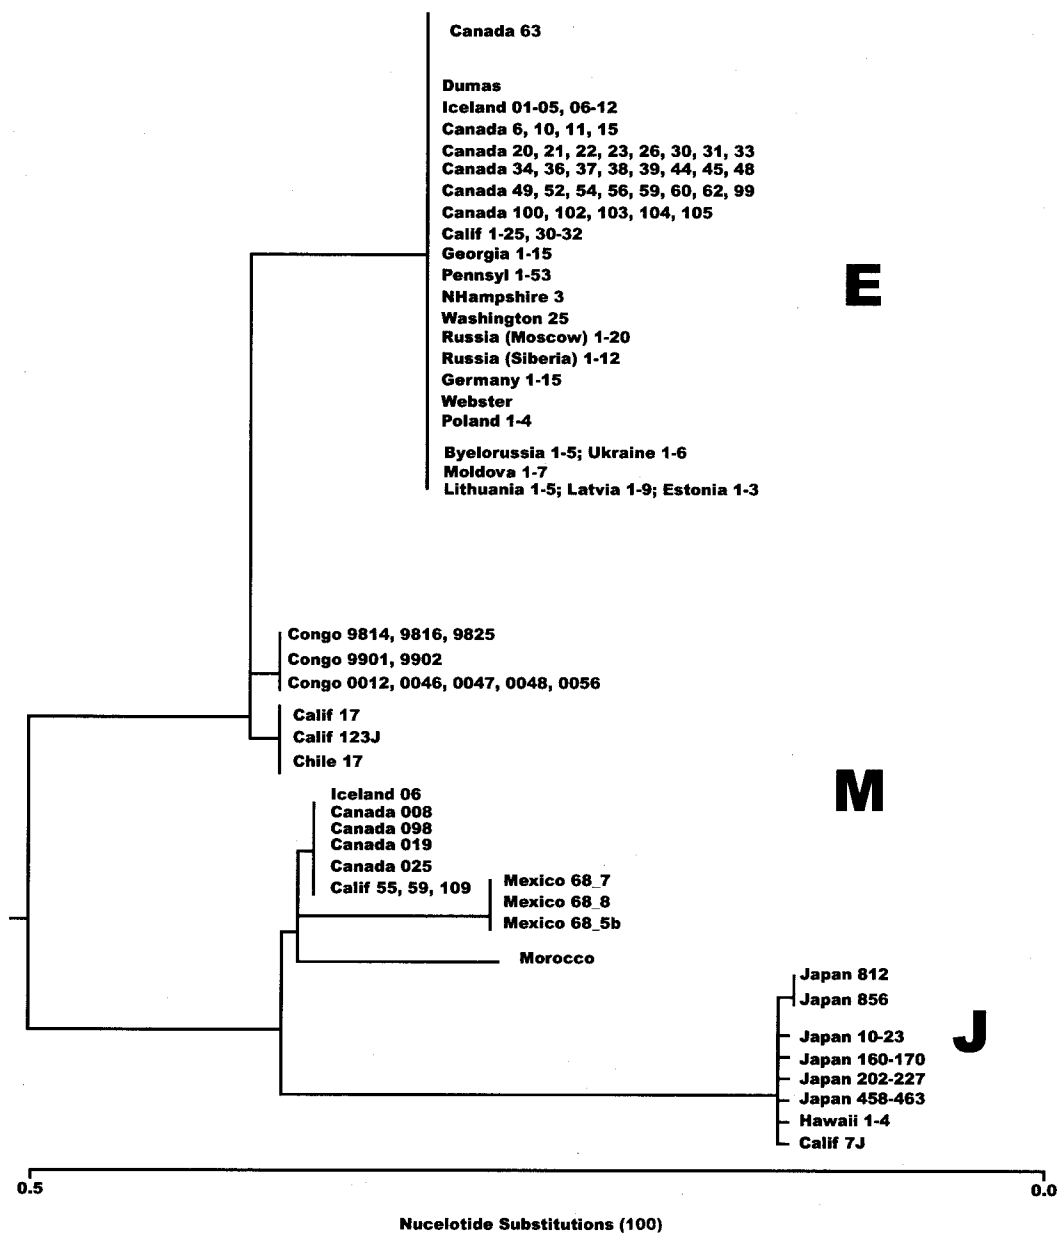 Canada 63
Dumas
Iceland 01-05, 06-12
Canada 6, 10, 11, 15
Canada 20, 21, 22, 23, 26, 30, 31, 33
Canada 34, 36, 37, 38, 39, 44, 45, 48
Canada 49, 52, 54, 56, 59, 60, 62, 99
Canada 100, 102, 103, 104, 105
Calif 1-25, 30-32
Georgia 1-15
Pennsyl 1-53
NHampshire 3
Washington 25
Russia (Moscow) 1-20
Russia (Siberia) 1-12
Germany 1-15
Webster
Poland 1-4
Byelorussia 1-5; Ukraine 1-6
Moldova 1-7
Lithuania 1-5; Latvia 1-9; Estonia 1-3
E
Congo 9814, 9816, 9825
Congo 9901, 9902
Congo 0012, 0046, 0047, 0048, 0056
Calif 17
Calif 123J
Chile 17
M
Iceland 06
Canada 008
Canada 098
Canada 019
Canada 025
Calif 55, 59, 109
Mexico 68_7
Mexico 68_8
Mexico 68_5b
Morocco
Japan 812
Japan 856
Japan 10-23
Japan 160-170
Japan 202-227
Japan 458-463
Hawaii 1-4
Calif 7J
J
0.5 0.0
Nucelotide Substitutions (100)